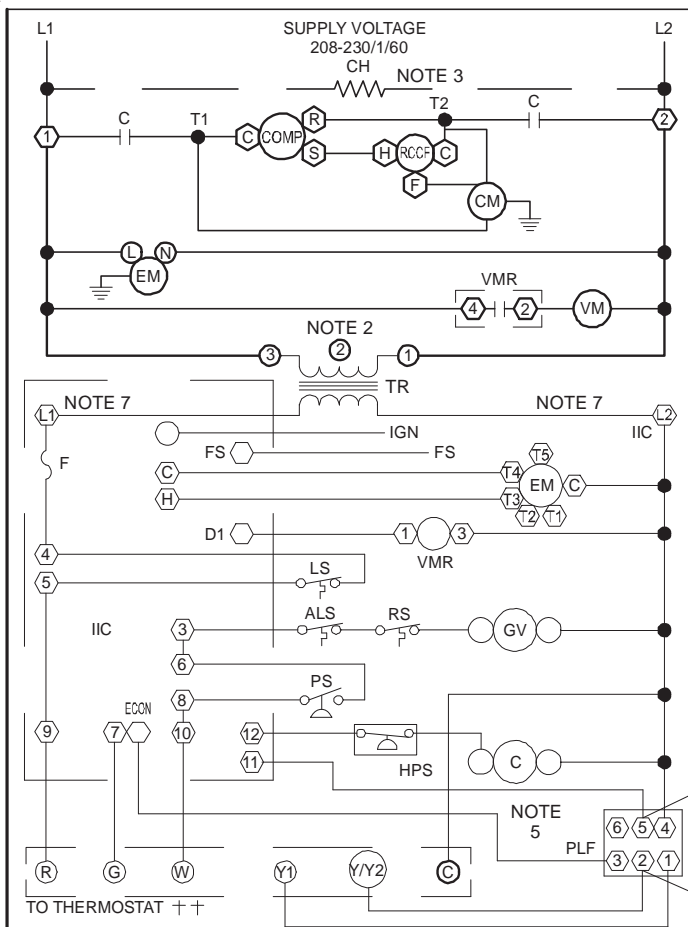 L1 SUPPLY VOLTAGE L2
208-230/1/60
CH NOTE 3
C T1 T2 C
1 C COMP R 2
S H RCCF C
F
CM
L N
EM
VMR
4 2 VM
NOTE 2
3 2 1
TR
L1 NOTE 7 NOTE 7 L2
IGN IIC
F FS FS
C T4 T5 EM C
H T3 T2 T1
D1 1 3
4 VMR
5 LS
IIC 3 ALS RS GV
6
8 PS
ECON
9 7 10 12
HPS C
11
NOTE
5
6 5 4
PLF
3 2 1
R G W Y1 Y/Y2 C
TO THERMOSTAT ++